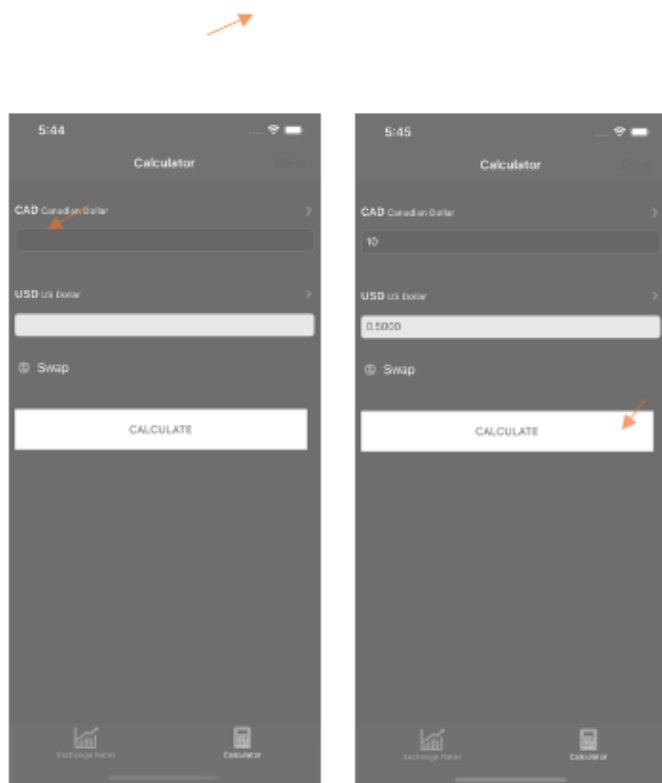 5:44
Calculator
CAD Canadian Dollar
USD US Dollar
Swap
CALCULATE
Exchange Rates
Calculator
5:45
Calculator
CAD Canadian Dollar
10
USD US Dollar
0.5000
Swap
CALCULATE
Exchange Rates
Calculator